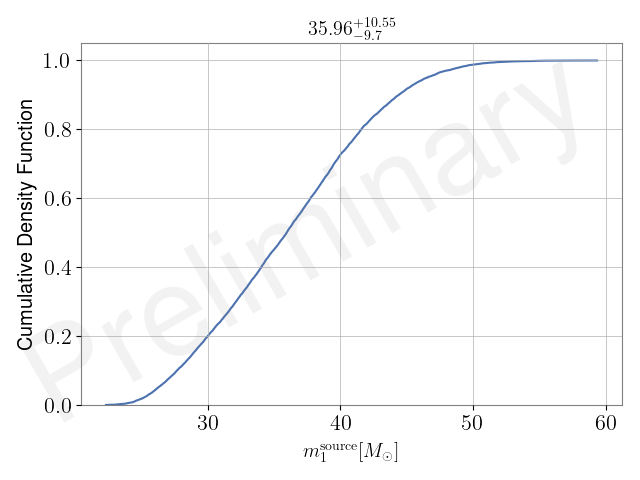 35.96^{+10.55}_{-9.7}
1.0
0.8
0.6
0.4
0.2
0.0
Cumulative Density Function
Preliminary
30 40 50 60
m_1^{source}[M_⊙]